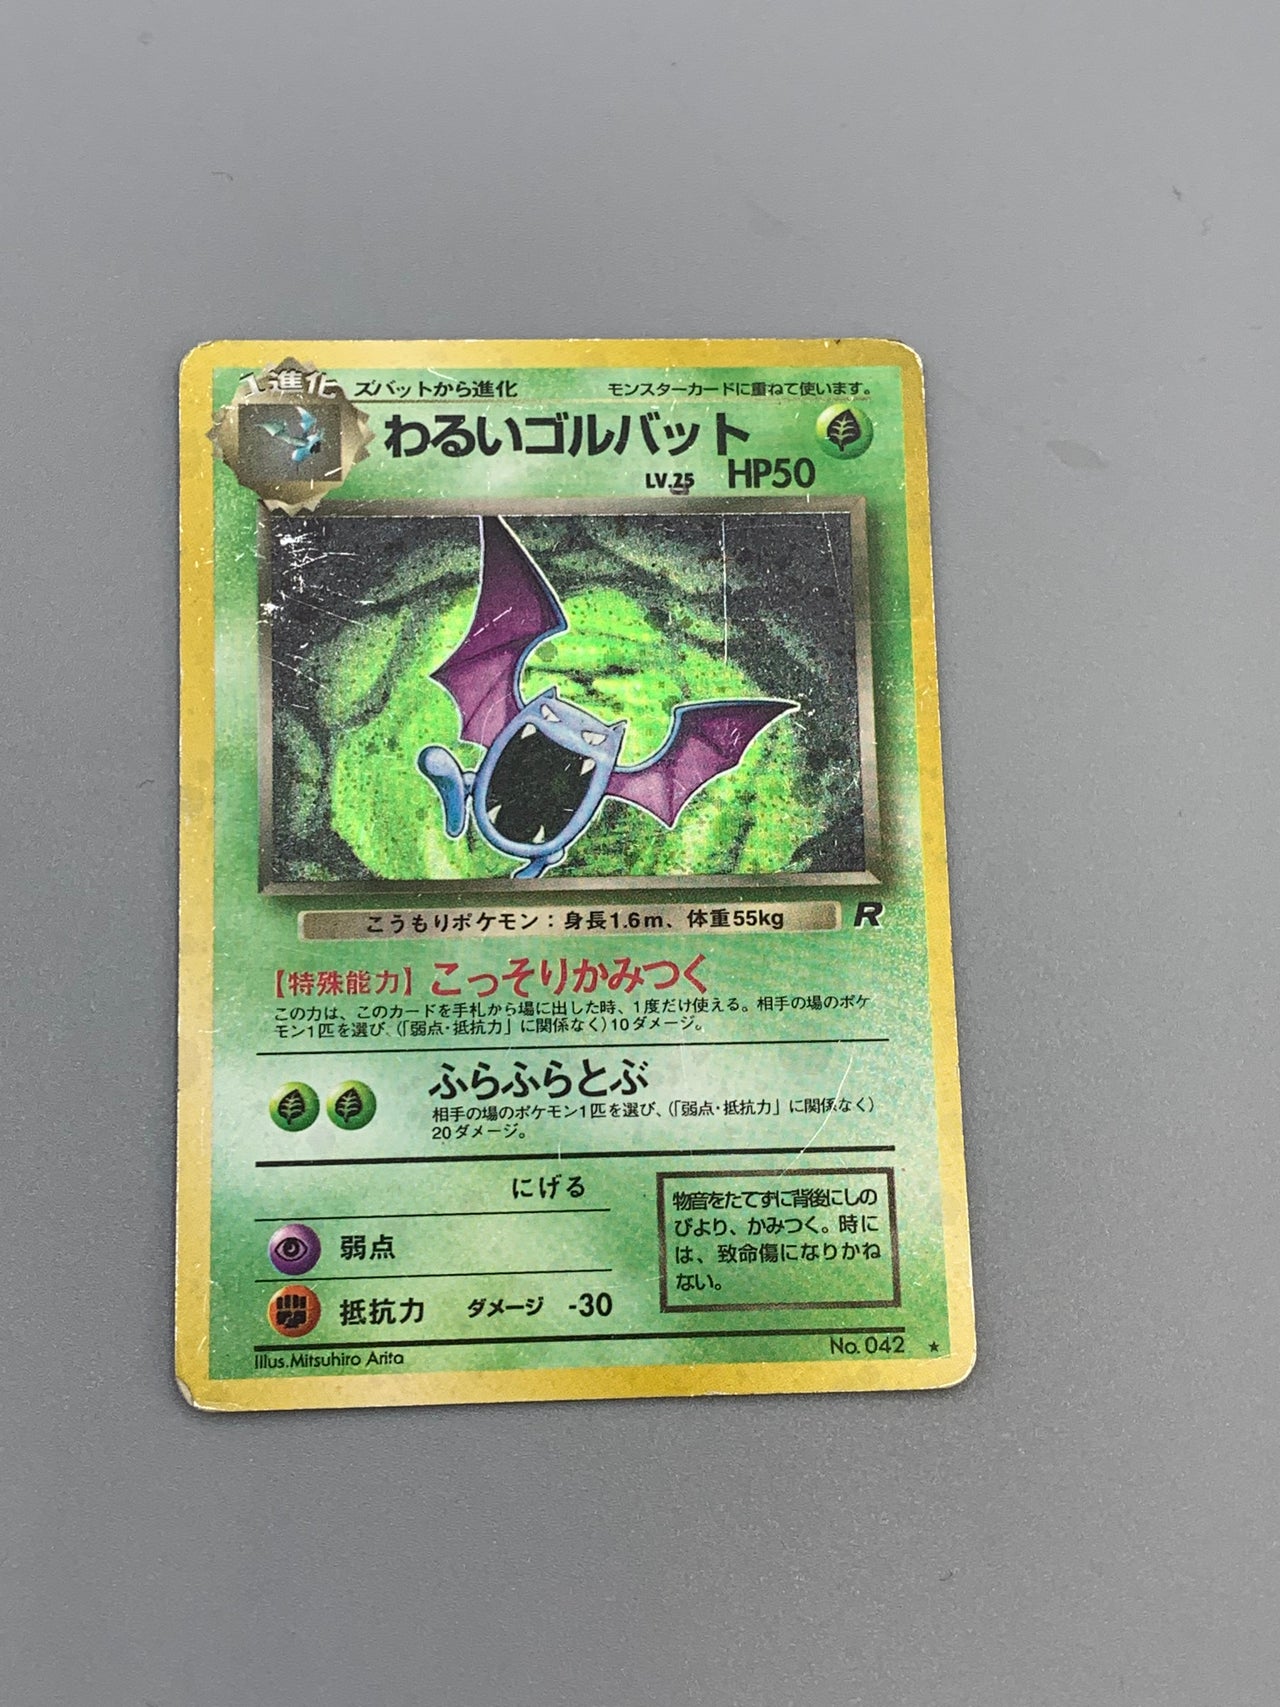 1進化
ズバットから進化
モンスターカードに重ねて使います。
わるいゴルバット
LV.25 HP50
こうもりポケモン：身長1.6m、体重55kg
R
【特殊能力】こっそりかみつく
この力は、このカードを手札から場に出した時、1度だけ使える。相手の場のポケ
モン1匹を選び、（「弱点・抵抗力」に関係なく）10ダメージ。
ふらふらとぶ
相手の場のポケモン1匹を選び、（「弱点・抵抗力」に関係なく）
20ダメージ。
にげる
弱点
抵抗力 ダメージ -30
物音をたてずに背後にしの
びより、かみつく。時に
は、致命傷になりかね
ない。
Illus.Mitsuhiro Arita
No. 042 ★